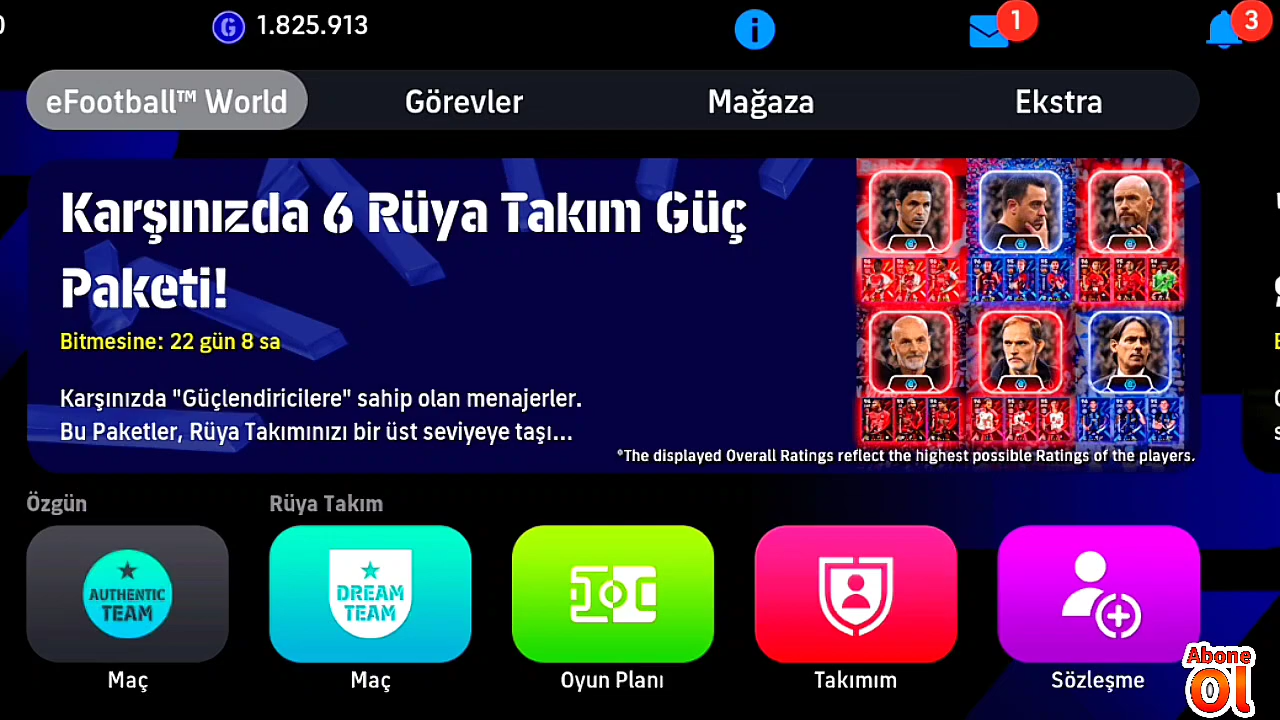 0
G 1.825.913
1
3
eFootball™ World
Görevler
Mağaza
Ekstra
Karşınızda 6 Rüya Takım Güç
Paketi!
Bitmesine: 22 gün 8 sa
Karşınızda "Güçlendiricilere" sahip olan menajerler.
Bu Paketler, Rüya Takımınızı bir üst seviyeye taşı...
*The displayed Overall Ratings reflect the highest possible Ratings of the players.
Özgün
Rüya Takım
AUTHENTIC
TEAM
DREAM
TEAM
Maç
Maç
Oyun Planı
Takımım
Sözleşme
Abone
Ol